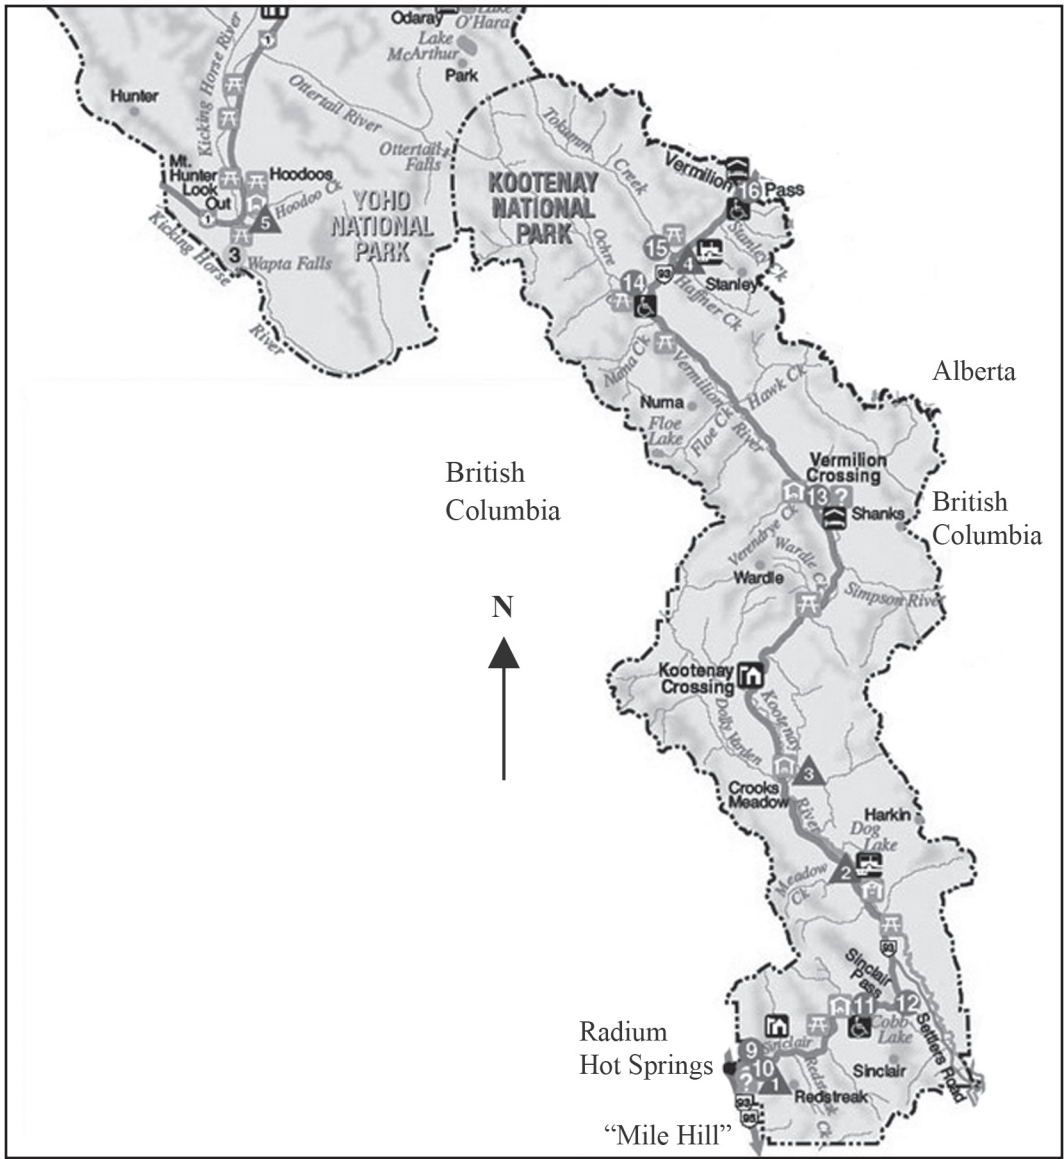 Odaray
Lake
O'Hara
Lake
McArthur
Park
1
Kicking Horse River
Ottertail River
Hunter
Ottertail
Falls
Mt.
Hunter
Look
Out
Hoodoos
Hoodoo Ck
5
1
3
Wapta Falls
Kicking Horse
River
YOHO
NATIONAL
PARK
KOOTENAY
NATIONAL
PARK
Tokumm
Creek
Vermilion
Pass
16
Stanley Ck
15
4
93
Stanley
Haffner Ck
Ochre
14
Numa Ck
Vermilion
River
Hawk Ck
Numa
Floe
Lake
Floe Ck
Alberta
British
Columbia
Vermilion
Crossing
13
?
Shanks
British
Columbia
Verendrye Ck
Wardle Ck
Wardle
Simpson River
N
Kootenay
Crossing
Kootenay
Dolly Varden
3
Crooks
Meadow
River
Harkin
Dog
Lake
2
Meadow
Ck
93
Sinclair
Pass
11
12
Cobb
Lake
Settlers Road
Radium
Hot Springs
9
Sinclair
10
?
1
Redstreak
Redstreak
Ck
Sinclair
93
95
“Mile Hill”